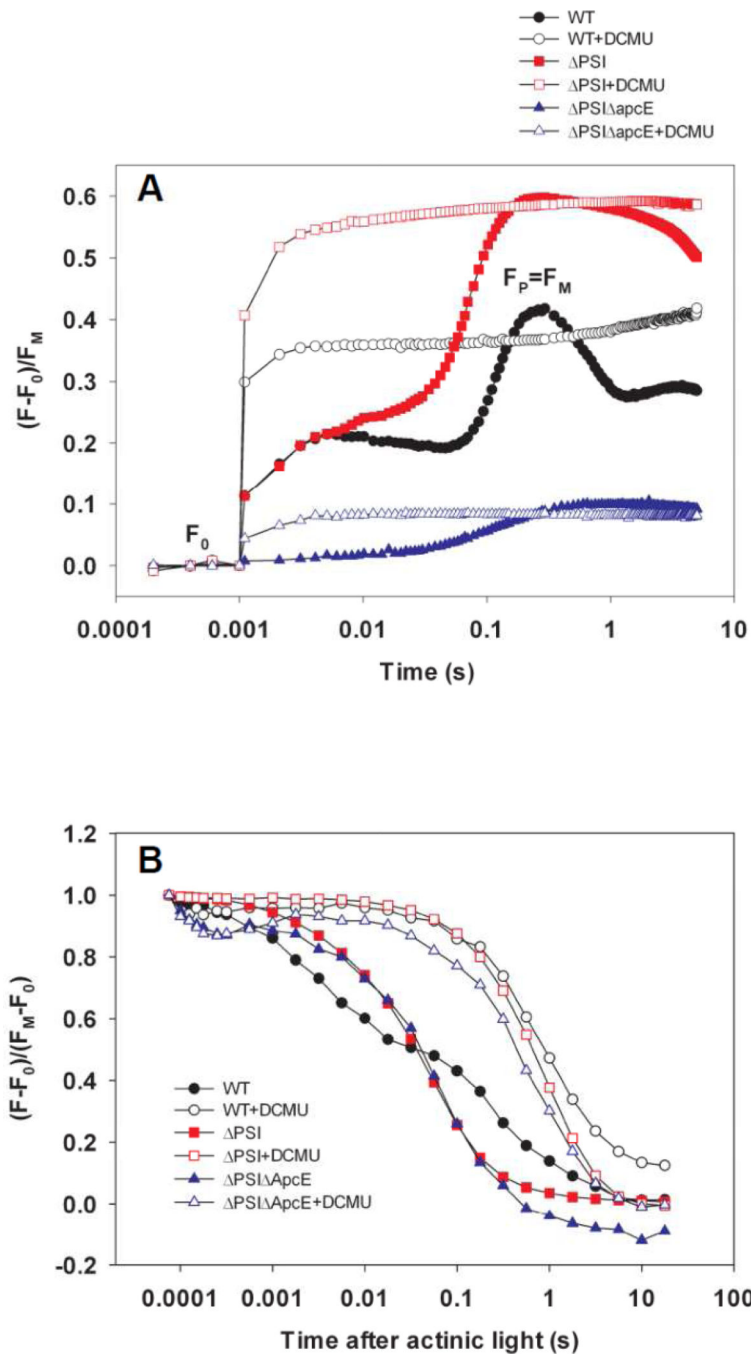 WT
WT+DCMU
ΔPSI
ΔPSI+DCMU
ΔPSIΔapcE
ΔPSIΔapcE+DCMU
A
0.6
0.5
0.4
0.3
0.2
0.1
0.0
(F-F₀)/F_M
F_P=F_M
F₀
0.0001 0.001 0.01 0.1 1 10
Time (s)
B
1.2
1.0
0.8
0.6
0.4
0.2
0.0
-0.2
(F-F₀)/(F_M-F₀)
WT
WT+DCMU
ΔPSI
ΔPSI+DCMU
ΔPSIΔApcE
ΔPSIΔApcE+DCMU
0.0001 0.001 0.01 0.1 1 10 100
Time after actinic light (s)